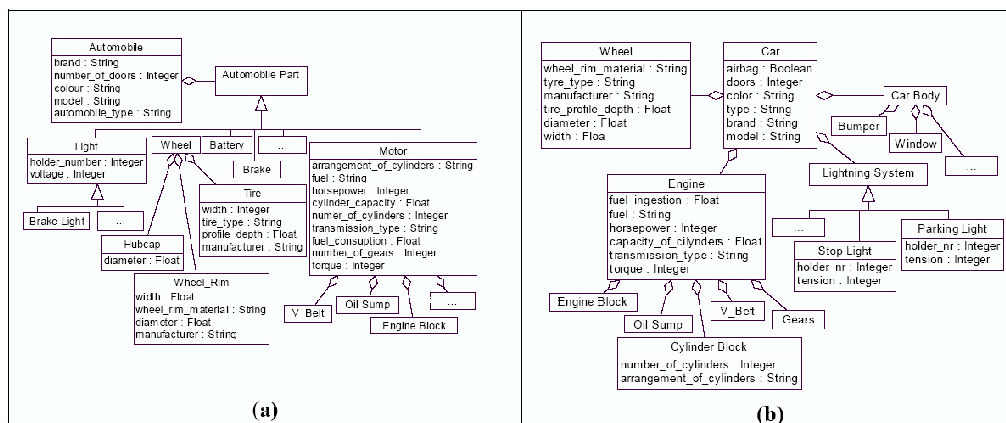 Automobile
brand : String
number_of_doors : Integer
colour : String
model : String
automobile_type : String
Automobile Part
Light
holder_number : Integer
voltage : Integer
Wheel
Battery
...
Brake
Motor
arrangement_of_cylinders : String
fuel : String
horsepower : Integer
cylinder_capacity : Float
numer_of_cylinders : Integer
transmission_type : String
fuel_consuption : Float
number_of_gears : Integer
torque : Integer
Brake Light
...
Tire
width : Integer
tire_type : String
profile_depth : Float
manufacturer : String
Hubcap
diameter : Float
Wheel_Rim
width : Float
wheel_rim_material : String
diameter : Float
manufacturer : String
V_Belt
Oil Sump
Engine Block
...
(a)
Wheel
wheel_rim_material : String
tyre_type : String
manufacturer : String
tire_profile_depth : Float
diameter : Float
width : Floa
Car
airbag : Boolean
doors : Integer
color : String
type : String
brand : String
model : String
Car Body
Bumper
Window
...
Lightning System
Engine
fuel_ingestion : Float
fuel : String
horsepower : Integer
capacity_of_cilynders : Float
transmission_type : String
torque : Integer
...
Stop Light
holder_nr : Integer
tension : Integer
Parking Light
holder_nr : Integer
tension : Integer
Engine Block
Oil Sump
V_Belt
Gears
Cylinder Block
number_of_cylinders : Integer
arrangement_of_cylinders : String
(b)